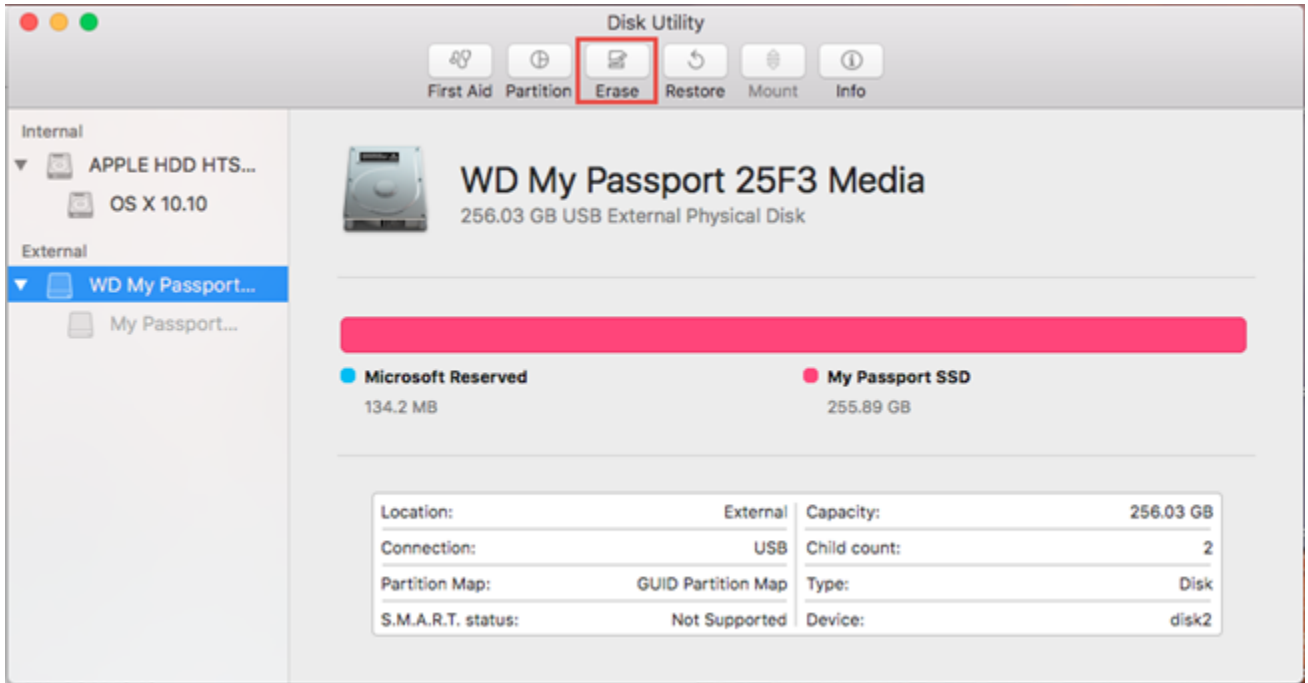 Disk Utility
First Aid Partition Erase Restore Mount Info
Internal
APPLE HDD HTS...
OS X 10.10
External
WD My Passport...
My Passport...
WD My Passport 25F3 Media
256.03 GB USB External Physical Disk
Microsoft Reserved
134.2 MB
My Passport SSD
255.89 GB
Location: External Capacity: 256.03 GB
Connection: USB Child count: 2
Partition Map: GUID Partition Map Type: Disk
S.M.A.R.T. status: Not Supported Device: disk2